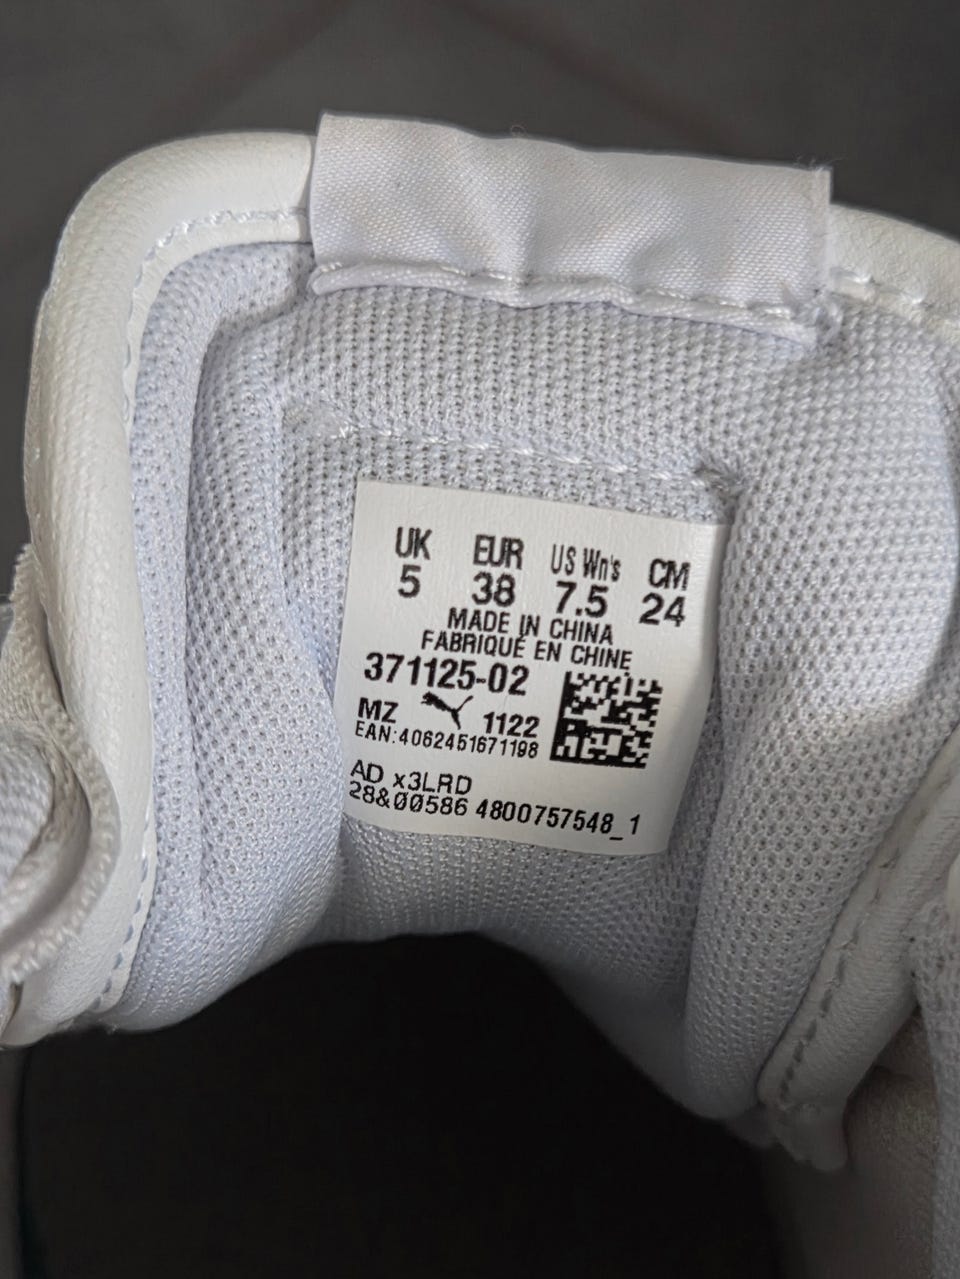 UK EUR US Wn's CM
5 38 7.5 24
MADE IN CHINA
FABRIQUÉ EN CHINE
371125-02
MZ 1122
EAN:4062451671198
AD x3LRD
28&00586 4800757548_1